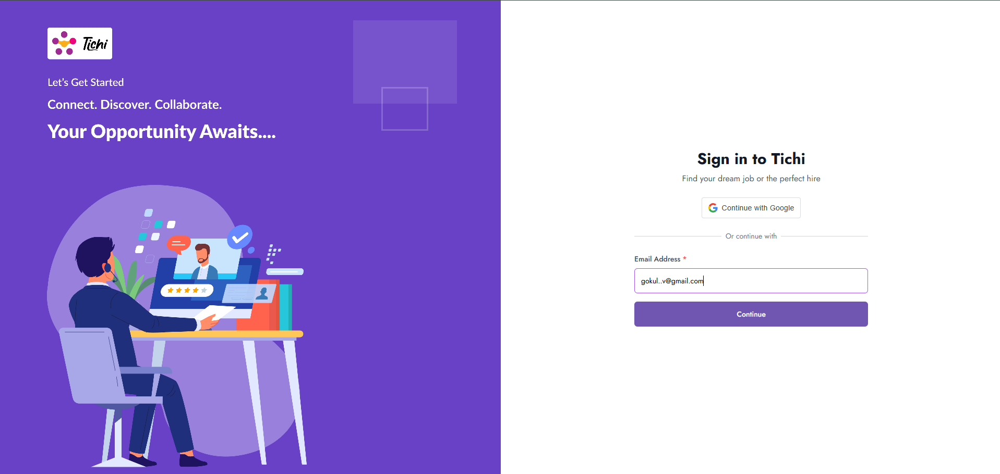 Tichi
Let's Get Started
Connect. Discover. Collaborate.
Your Opportunity Awaits....
Sign in to Tichi
Find your dream job or the perfect hire
Continue with Google
Or continue with
Email Address *
gokul..v@gmail.com
Continue